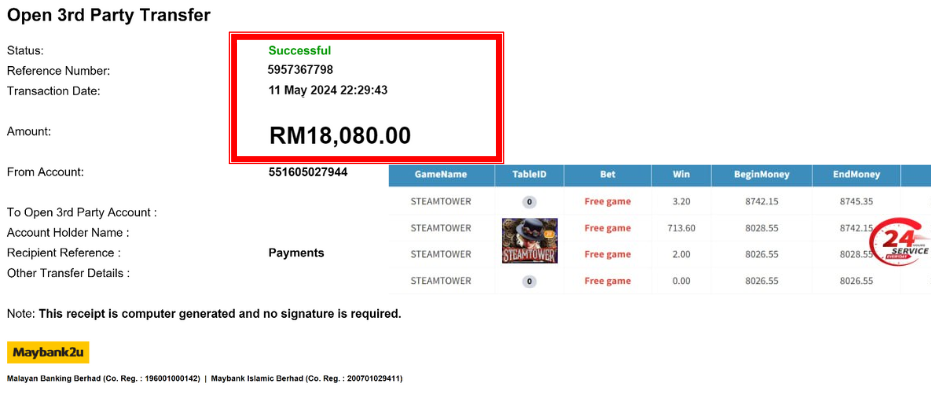 Open 3rd Party Transfer
Status: Successful
Reference Number: 5957367798
Transaction Date: 11 May 2024 22:29:43
Amount: RM18,080.00
From Account: 551605027944
To Open 3rd Party Account :
Account Holder Name :
Recipient Reference : Payments
Other Transfer Details :
GameName TableID Bet Win BeginMoney EndMoney
STEAMTOWER 0 Free game 3.20 8742.15 8745.35
STEAMTOWER Free game 713.60 8028.55 8742.15
STEAMTOWER
STEAMTOWER Free game 2.00 8026.55 8028.55
STEAMTOWER 0 Free game 0.00 8026.55 8026.55
24
SERVICE
EVERYDAY
Note: This receipt is computer generated and no signature is required.
Maybank2u
Malayan Banking Berhad (Co. Reg. : 196001000142) | Maybank Islamic Berhad (Co. Reg. : 200701029411)